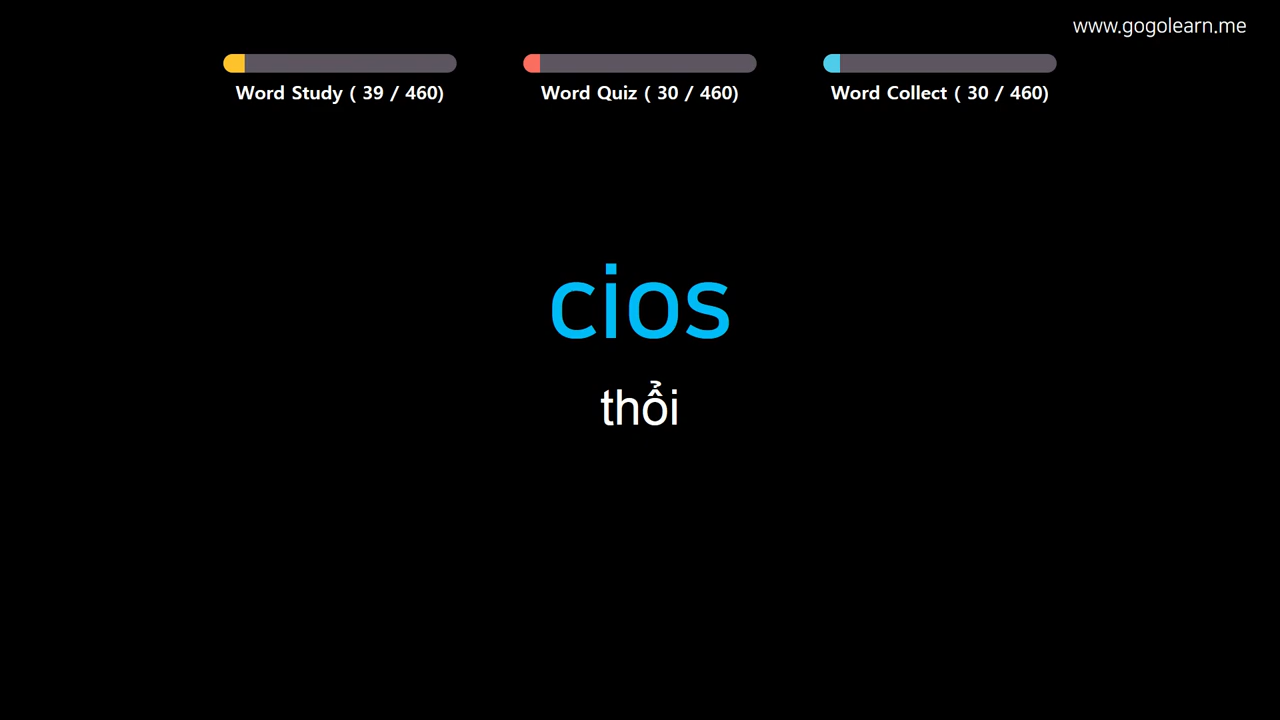 www.gogolearn.me
Word Study ( 39 / 460)
Word Quiz ( 30 / 460)
Word Collect ( 30 / 460)
cios
thổi